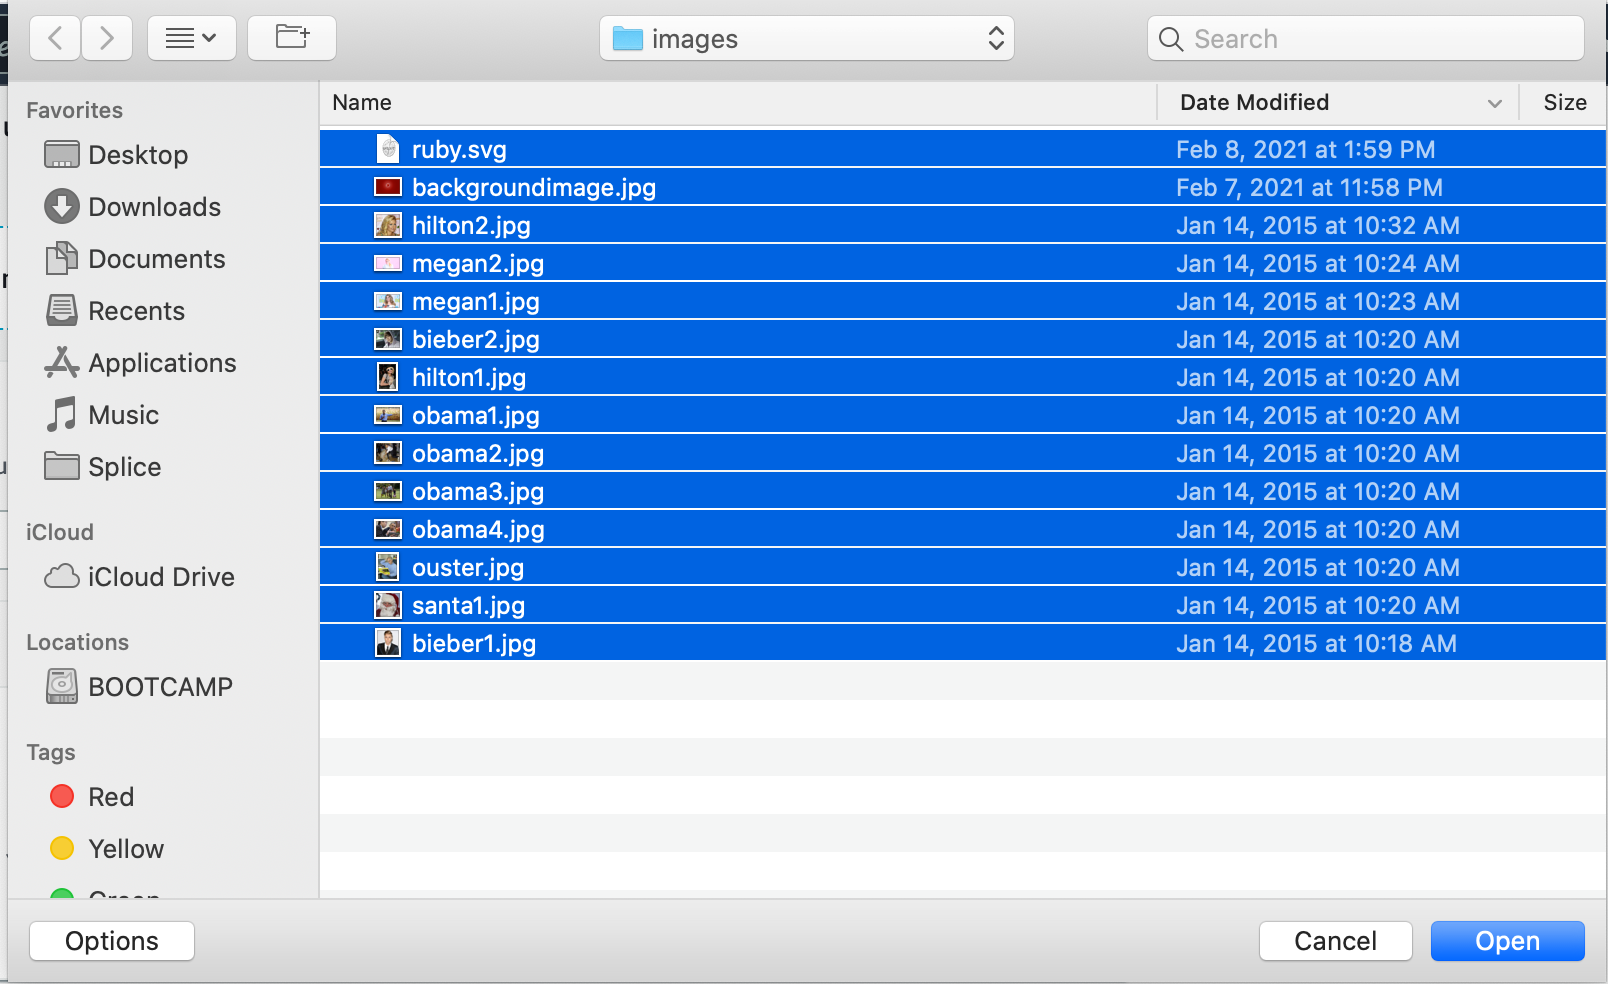 images
Search
Favorites
Desktop
Downloads
Documents
Recents
Applications
Music
Splice
iCloud
iCloud Drive
Locations
BOOTCAMP
Tags
Red
Yellow
Green
Name Date Modified Size
ruby.svg Feb 8, 2021 at 1:59 PM
backgroundimage.jpg Feb 7, 2021 at 11:58 PM
hilton2.jpg Jan 14, 2015 at 10:32 AM
megan2.jpg Jan 14, 2015 at 10:24 AM
megan1.jpg Jan 14, 2015 at 10:23 AM
bieber2.jpg Jan 14, 2015 at 10:20 AM
hilton1.jpg Jan 14, 2015 at 10:20 AM
obama1.jpg Jan 14, 2015 at 10:20 AM
obama2.jpg Jan 14, 2015 at 10:20 AM
obama3.jpg Jan 14, 2015 at 10:20 AM
obama4.jpg Jan 14, 2015 at 10:20 AM
ouster.jpg Jan 14, 2015 at 10:20 AM
santa1.jpg Jan 14, 2015 at 10:20 AM
bieber1.jpg Jan 14, 2015 at 10:18 AM
Options
Cancel
Open